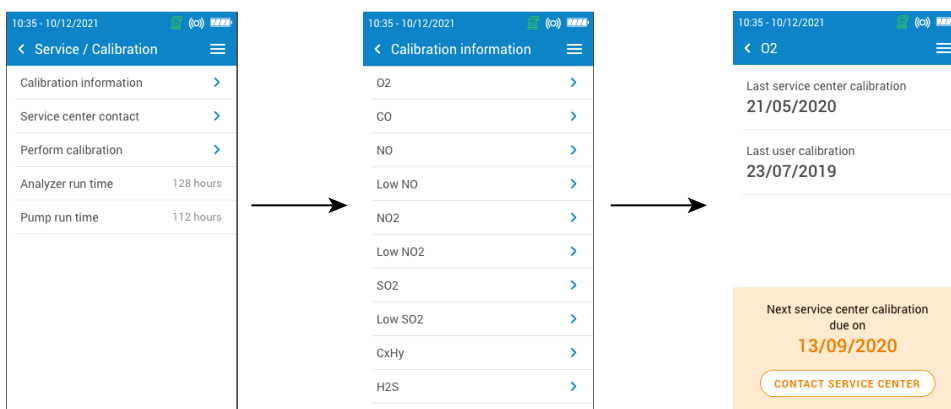 10:35 - 10/12/2021
Service / Calibration
Calibration information
Service center contact
Perform calibration
Analyzer run time 128 hours
Pump run time 112 hours
10:35 - 10/12/2021
Calibration information
O2
CO
NO
Low NO
NO2
Low NO2
SO2
Low SO2
CxHy
H2S
10:35 - 10/12/2021
O2
Last service center calibration
21/05/2020
Last user calibration
23/07/2019
Next service center calibration
due on
13/09/2020
CONTACT SERVICE CENTER